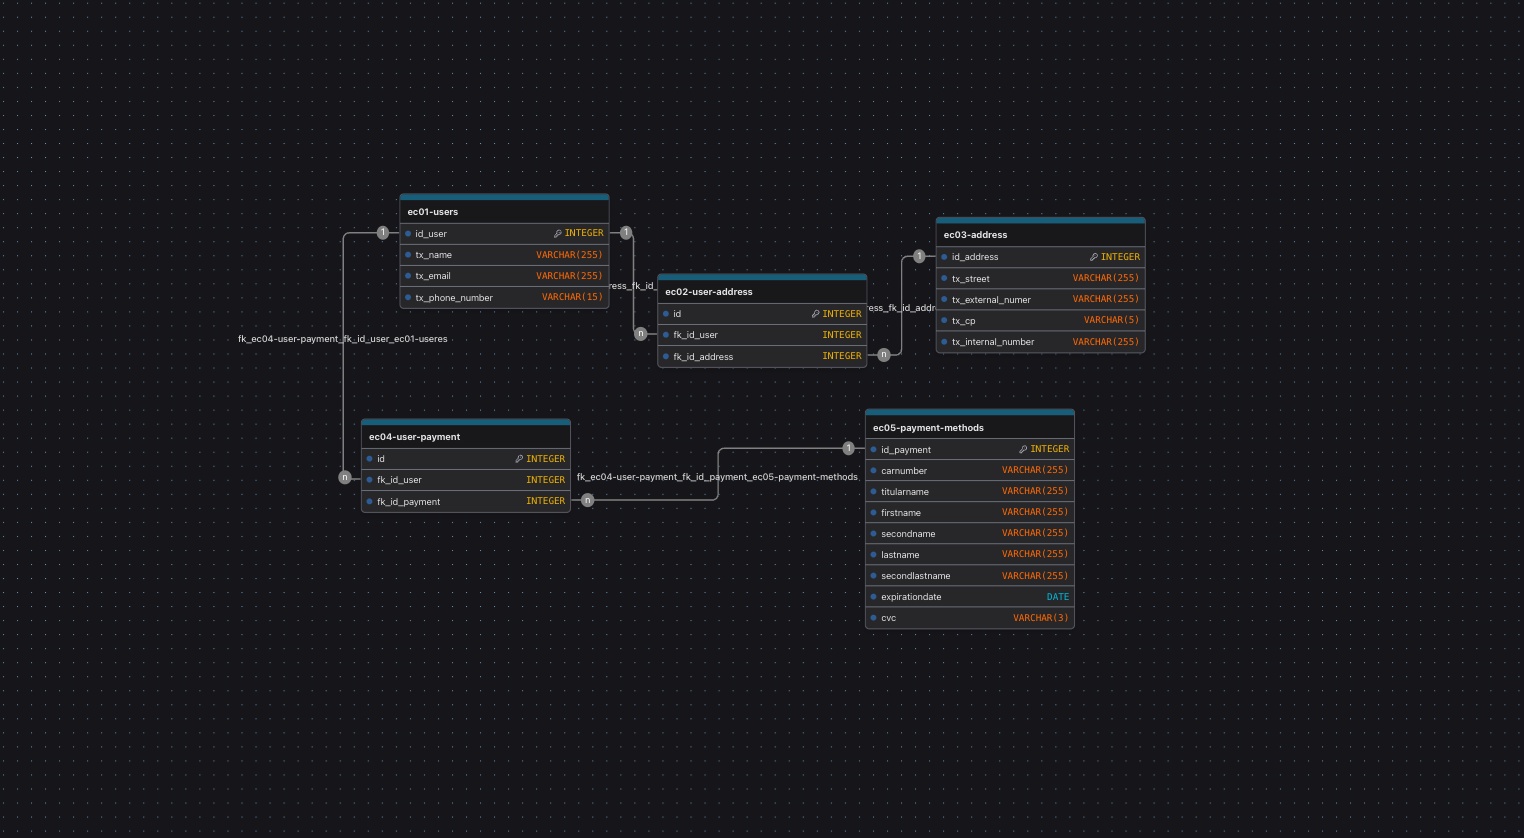 ec01-users
1
id_user INTEGER
1
tx_name VARCHAR(255)
tx_email VARCHAR(255)
tx_phone_number VARCHAR(15)
ress_fk_id_
ec02-user-address
id INTEGER
n
fk_id_user INTEGER
fk_id_address INTEGER
n
ess_fk_id_addr
ec03-address
1
id_address INTEGER
tx_street VARCHAR(255)
tx_external_numer VARCHAR(255)
tx_cp VARCHAR(5)
tx_internal_number VARCHAR(255)
fk_ec04-user-payment_fk_id_user_ec01-useres
ec04-user-payment
id INTEGER
n
fk_id_user INTEGER
fk_id_payment INTEGER
n
fk_ec04-user-payment_fk_id_payment_ec05-payment-methods
ec05-payment-methods
1
id_payment INTEGER
carnumber VARCHAR(255)
titularname VARCHAR(255)
firstname VARCHAR(255)
secondname VARCHAR(255)
lastname VARCHAR(255)
secondlastname VARCHAR(255)
expirationdate DATE
cvc VARCHAR(3)